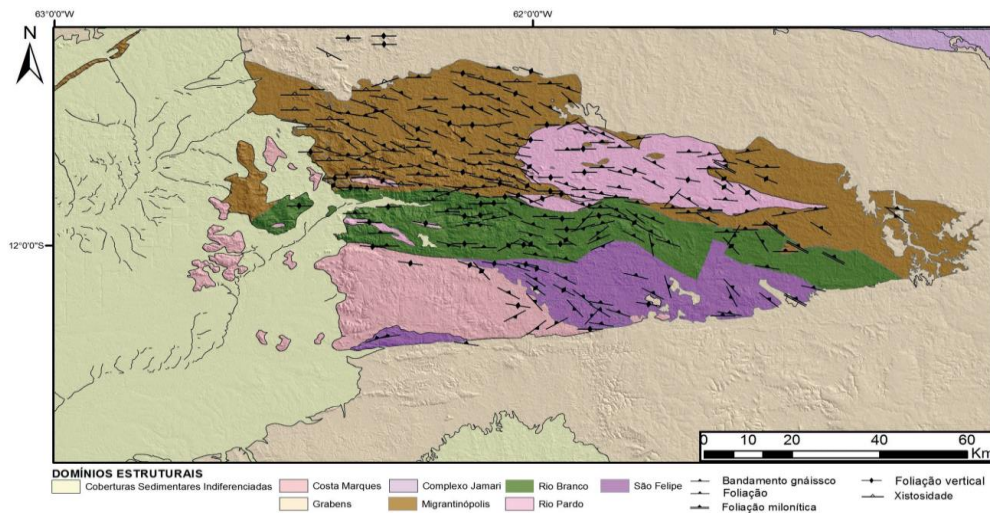 63°0'0"W
62°0'0"W
N
12°0'0"S
0 10 20 40 60
Km
DOMÍNIOS ESTRUTURAIS
Coberturas Sedimentares Indiferenciadas
Costa Marques
Complexo Jamari
Rio Branco
São Felipe
Grabens
Migrantinópolis
Rio Pardo
Bandamento gnáissco
Foliação
Foliação milonítica
Foliação vertical
Xistosidade